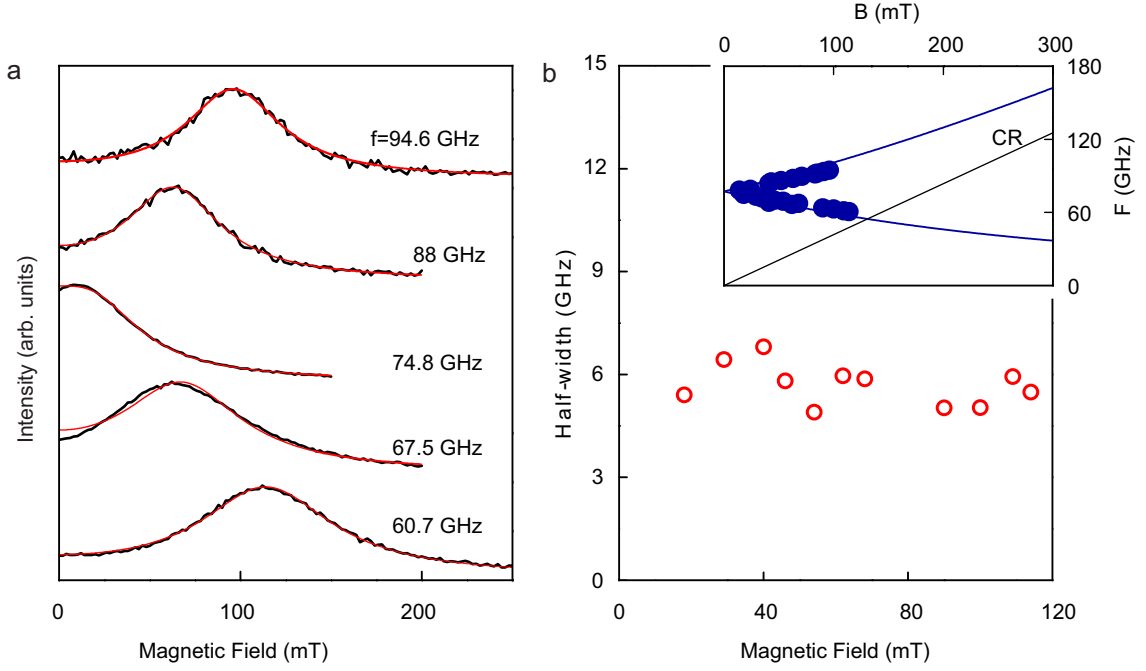 a
f=94.6 GHz
88 GHz
74.8 GHz
67.5 GHz
60.7 GHz
Intensity (arb. units)
0
100
200
Magnetic Field (mT)
b
15
12
9
6
3
0
Half-width (GHz)
0
40
80
120
Magnetic Field (mT)
B (mT)
0
100
200
300
180
120
60
0
F (GHz)
CR